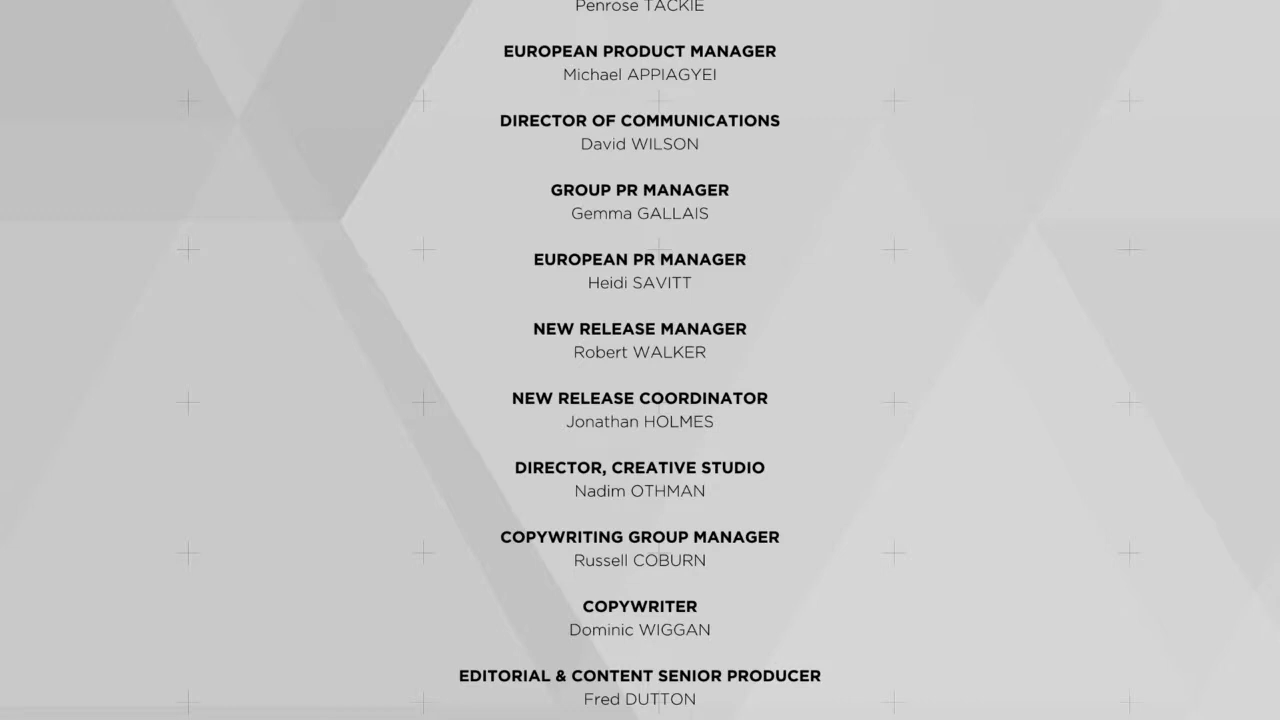 Penrose TACKIE
EUROPEAN PRODUCT MANAGER
Michael APPIAGYEI
DIRECTOR OF COMMUNICATIONS
David WILSON
GROUP PR MANAGER
Gemma GALLAIS
EUROPEAN PR MANAGER
Heidi SAVITT
NEW RELEASE MANAGER
Robert WALKER
NEW RELEASE COORDINATOR
Jonathan HOLMES
DIRECTOR, CREATIVE STUDIO
Nadim OTHMAN
COPYWRITING GROUP MANAGER
Russell COBURN
COPYWRITER
Dominic WIGGAN
EDITORIAL & CONTENT SENIOR PRODUCER
Fred DUTTON